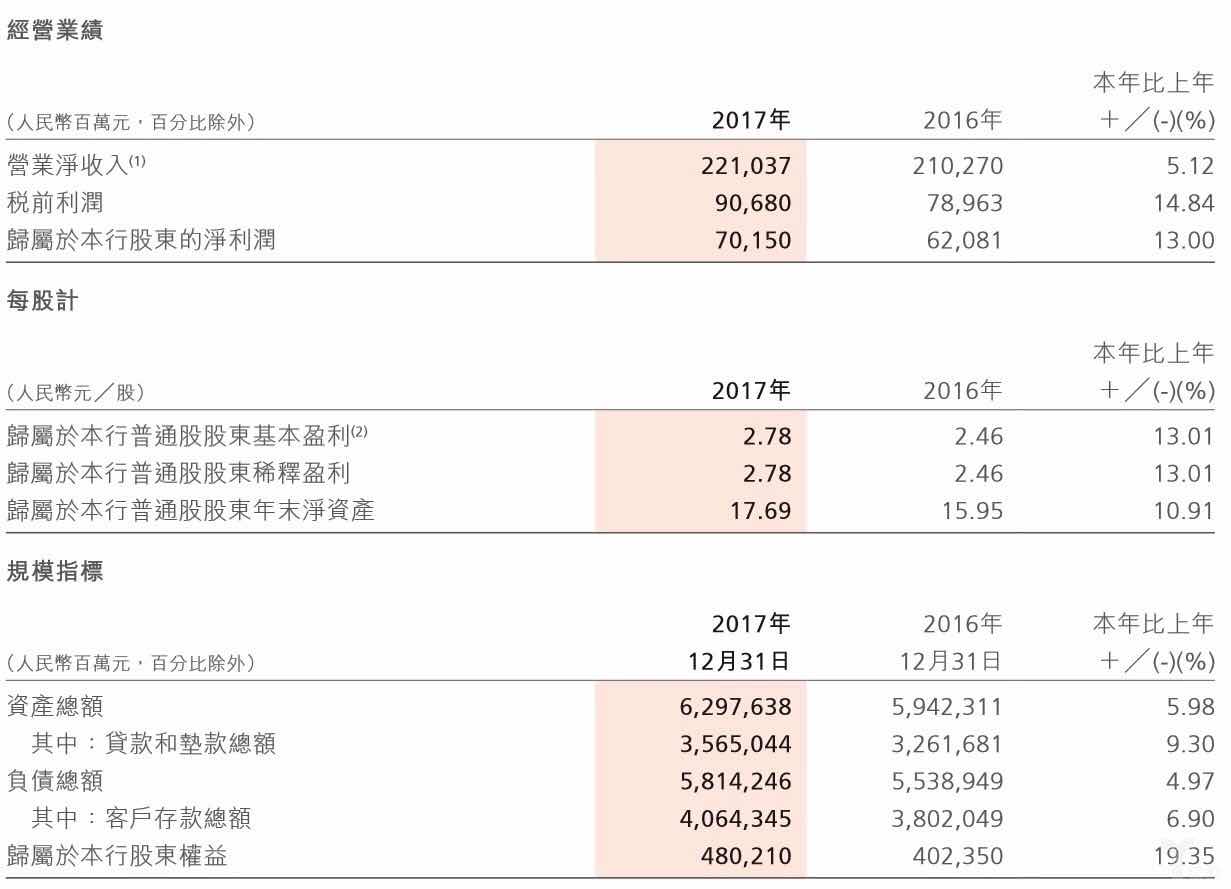 經營業績
本年比上年
（人民幣百萬元，百分比除外） 2017年 2016年 ＋／(-)(%)
營業淨收入(1) 221,037 210,270 5.12
税前利潤 90,680 78,963 14.84
歸屬於本行股東的淨利潤 70,150 62,081 13.00
每股計
本年比上年
（人民幣元／股） 2017年 2016年 ＋／(-)(%)
歸屬於本行普通股股東基本盈利(2) 2.78 2.46 13.01
歸屬於本行普通股股東稀釋盈利 2.78 2.46 13.01
歸屬於本行普通股股東年末淨資產 17.69 15.95 10.91
規模指標
2017年 2016年 本年比上年
（人民幣百萬元，百分比除外） 12月31日 12月31日 ＋／(-)(%)
資產總額 6,297,638 5,942,311 5.98
其中：貸款和墊款總額 3,565,044 3,261,681 9.30
負債總額 5,814,246 5,538,949 4.97
其中：客戶存款總額 4,064,345 3,802,049 6.90
歸屬於本行股東權益 480,210 402,350 19.35